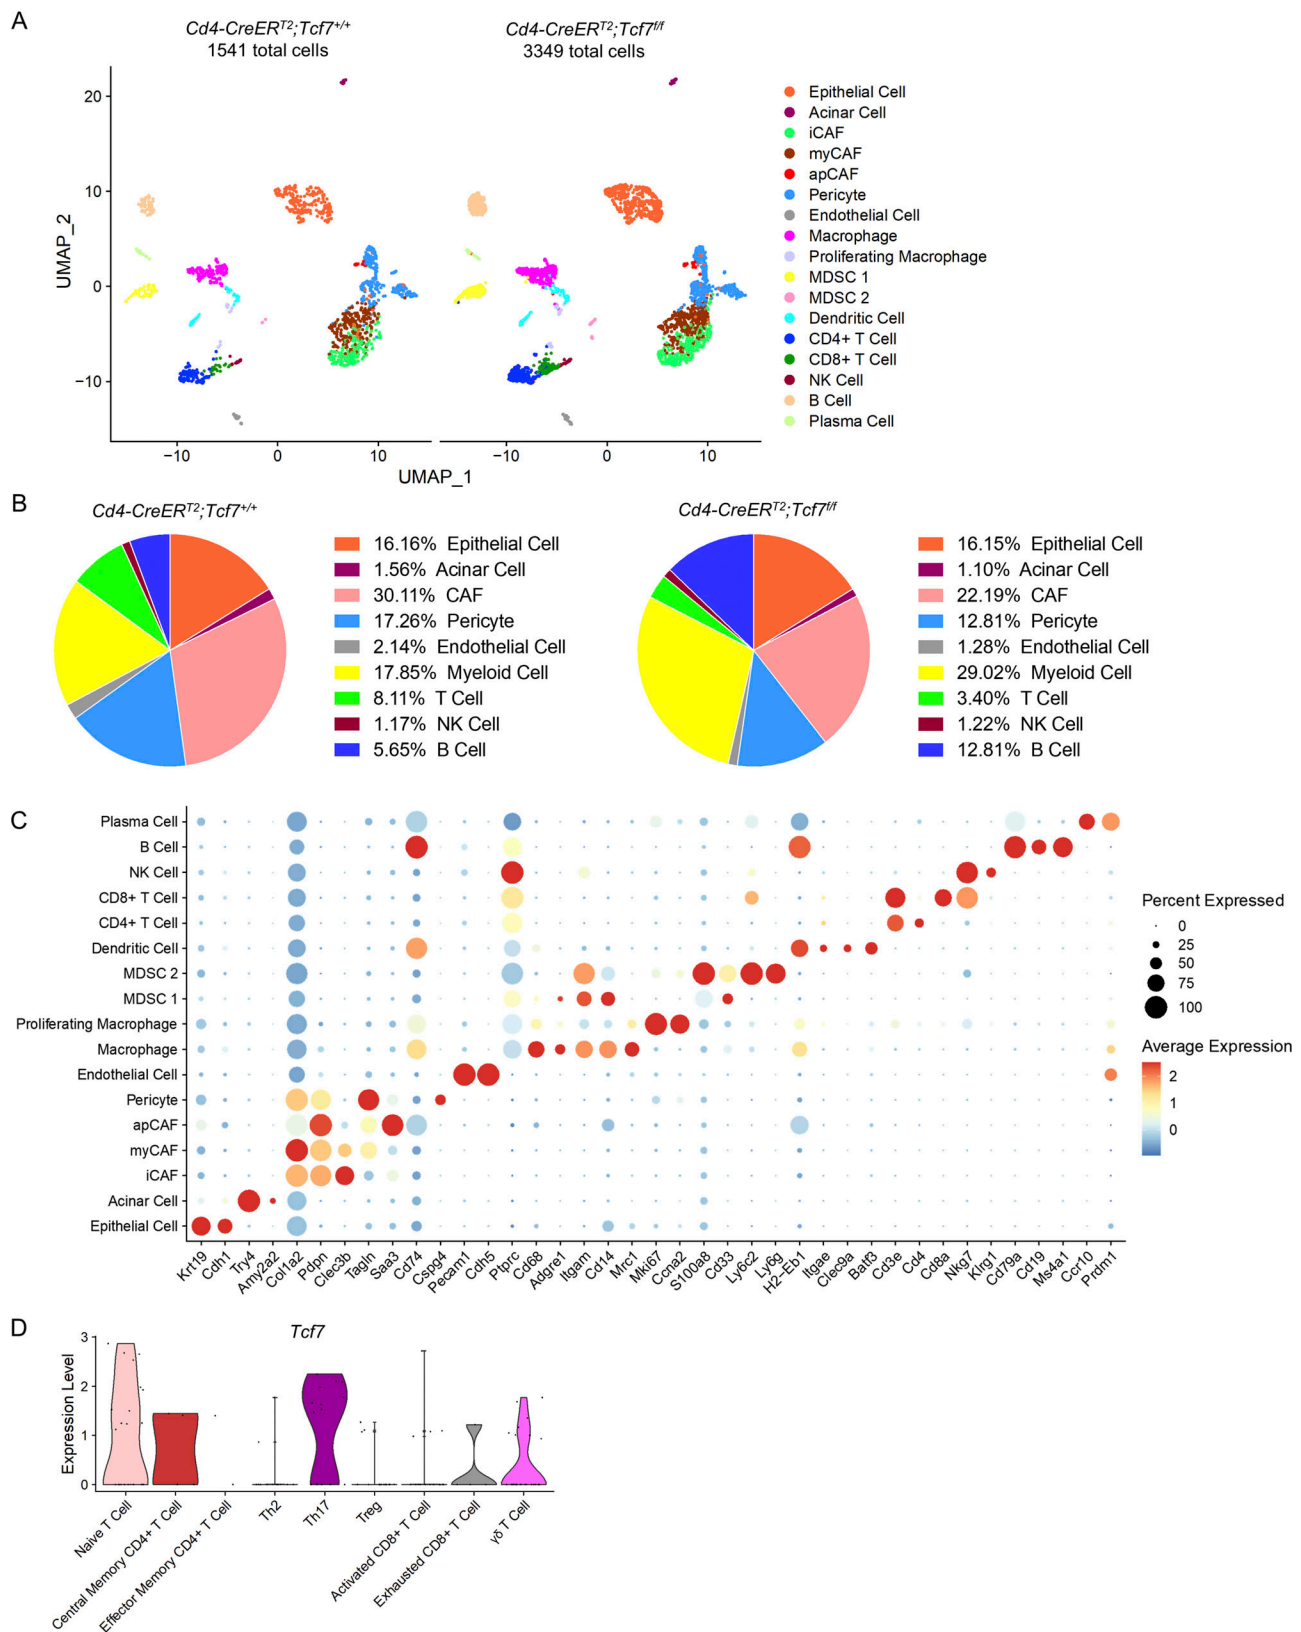 A
Cd4-CreER^T2;Tcf7^+/+
1541 total cells
Cd4-CreER^T2;Tcf7^f/f
3349 total cells
UMAP_2
20
10
0
−10
−10
0
10
−10
0
10
UMAP_1
Epithelial Cell
Acinar Cell
iCAF
myCAF
apCAF
Pericyte
Endothelial Cell
Macrophage
Proliferating Macrophage
MDSC 1
MDSC 2
Dendritic Cell
CD4+ T Cell
CD8+ T Cell
NK Cell
B Cell
Plasma Cell
B
Cd4-CreER^T2;Tcf7^+/+
16.16% Epithelial Cell
1.56% Acinar Cell
30.11% CAF
17.26% Pericyte
2.14% Endothelial Cell
17.85% Myeloid Cell
8.11% T Cell
1.17% NK Cell
5.65% B Cell
Cd4-CreER^T2;Tcf7^f/f
16.15% Epithelial Cell
1.10% Acinar Cell
22.19% CAF
12.81% Pericyte
1.28% Endothelial Cell
29.02% Myeloid Cell
3.40% T Cell
1.22% NK Cell
12.81% B Cell
C
Plasma Cell
B Cell
NK Cell
CD8+ T Cell
CD4+ T Cell
Dendritic Cell
MDSC 2
MDSC 1
Proliferating Macrophage
Macrophage
Endothelial Cell
Pericyte
apCAF
myCAF
iCAF
Acinar Cell
Epithelial Cell
Krt19
Cdh1
Try4
Amy2a2
Col1a2
Pdpn
Clec3b
Tagln
Saa3
Cd74
Cspg4
Pecam1
Cdh5
Ptprc
Cd68
Adgre1
Itgam
Cd14
Mrc1
Mki67
Ccna2
S100a8
Cd33
Ly6c2
Ly6g
H2−Eb1
Itgae
Clec9a
Batf3
Cd3e
Cd4
Cd8a
Nkg7
Klrg1
Cd79a
Cd19
Ms4a1
Ccr10
Prdm1
Percent Expressed
0
25
50
75
100
Average Expression
2
1
0
D
Tcf7
Expression Level
3
2
1
0
Naive T Cell
Central Memory CD4+ T Cell
Effector Memory CD4+ T Cell
Th2
Th17
Treg
Activated CD8+ T Cell
Exhausted CD8+ T Cell
γδ T Cell